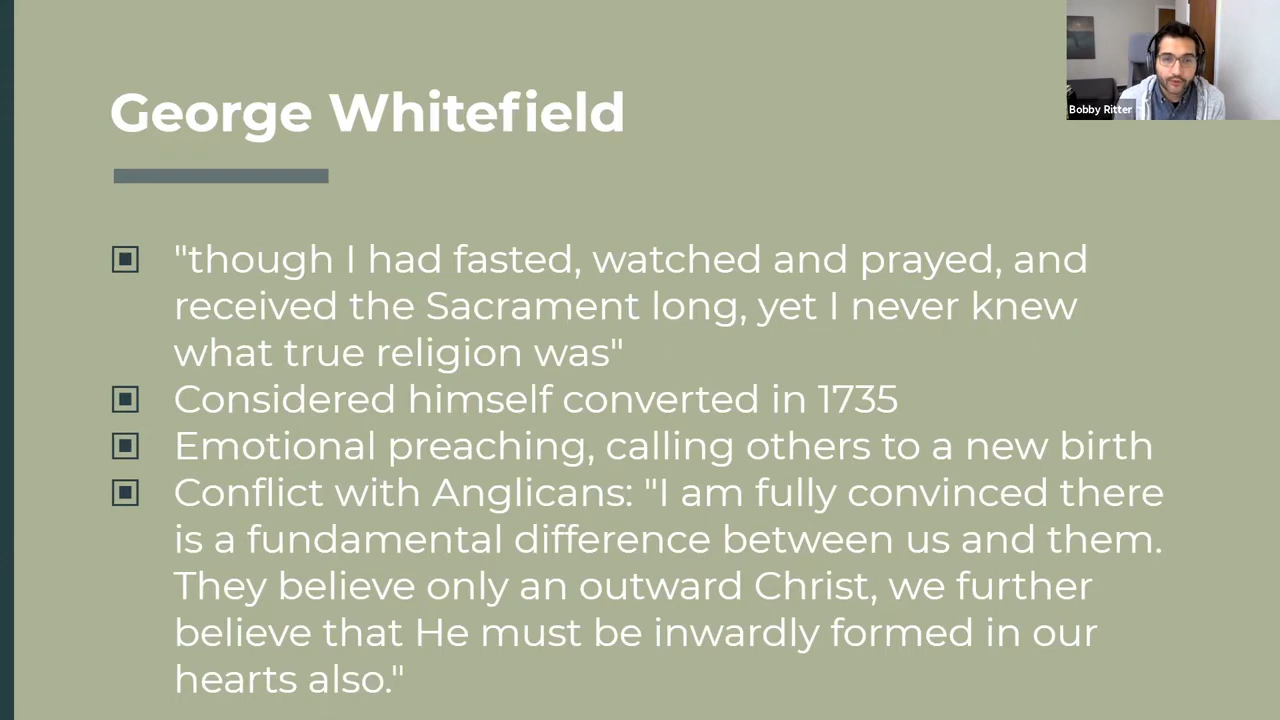 George Whitefield
Bobby Ritter
"though I had fasted, watched and prayed, and
received the Sacrament long, yet I never knew
what true religion was"
Considered himself converted in 1735
Emotional preaching, calling others to a new birth
Conflict with Anglicans: "I am fully convinced there
is a fundamental difference between us and them.
They believe only an outward Christ, we further
believe that He must be inwardly formed in our
hearts also."